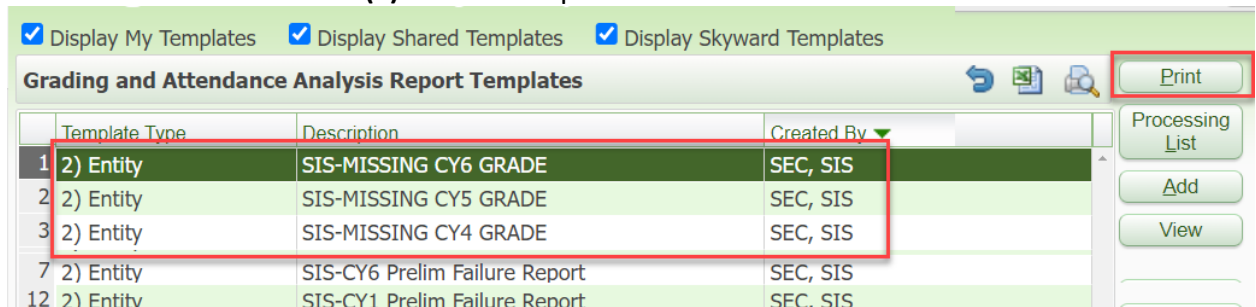 Display My Templates Display Shared Templates Display Skyward Templates
Grading and Attendance Analysis Report Templates Print
Template Type Description Created By Processing List
1 2) Entity SIS-MISSING CY6 GRADE SEC, SIS
2 2) Entity SIS-MISSING CY5 GRADE SEC, SIS Add
3 2) Entity SIS-MISSING CY4 GRADE SEC, SIS View
7 2) Entity SIS-CY6 Prelim Failure Report SEC, SIS
12 2) Entity SIS-CY1 Prelim Failure Report SEC, SIS